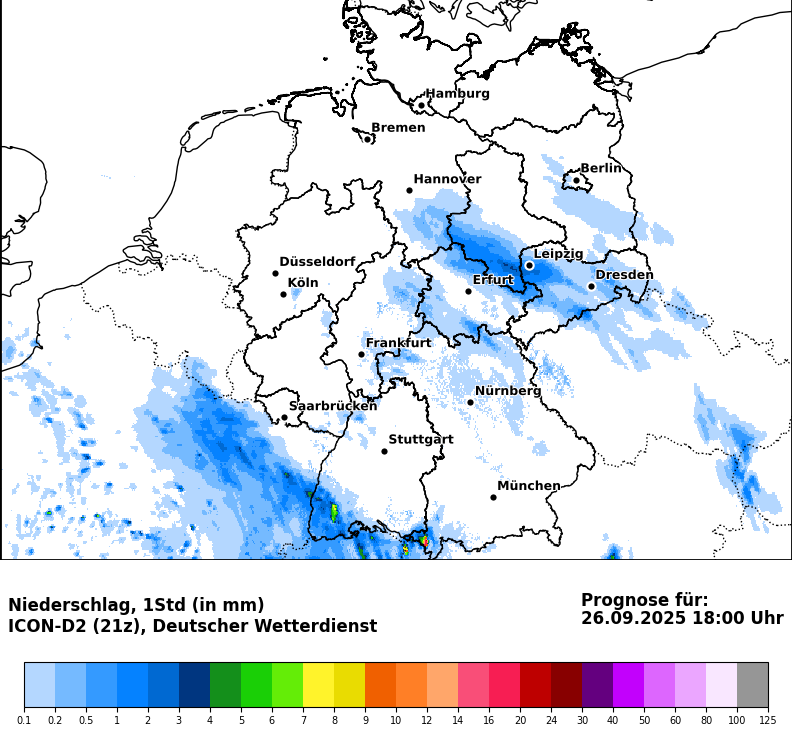 Hamburg
Bremen
Berlin
Hannover
Leipzig
Düsseldorf
Dresden
Köln
Erfurt
Frankfurt
Nürnberg
Saarbrücken
Stuttgart
München
Niederschlag, 1Std (in mm)
ICON-D2 (21z), Deutscher Wetterdienst
Prognose für:
26.09.2025 18:00 Uhr
0.1 0.2 0.5 1 2 3 4 5 6 7 8 9 10 12 14 16 20 24 30 40 50 60 80 100 125